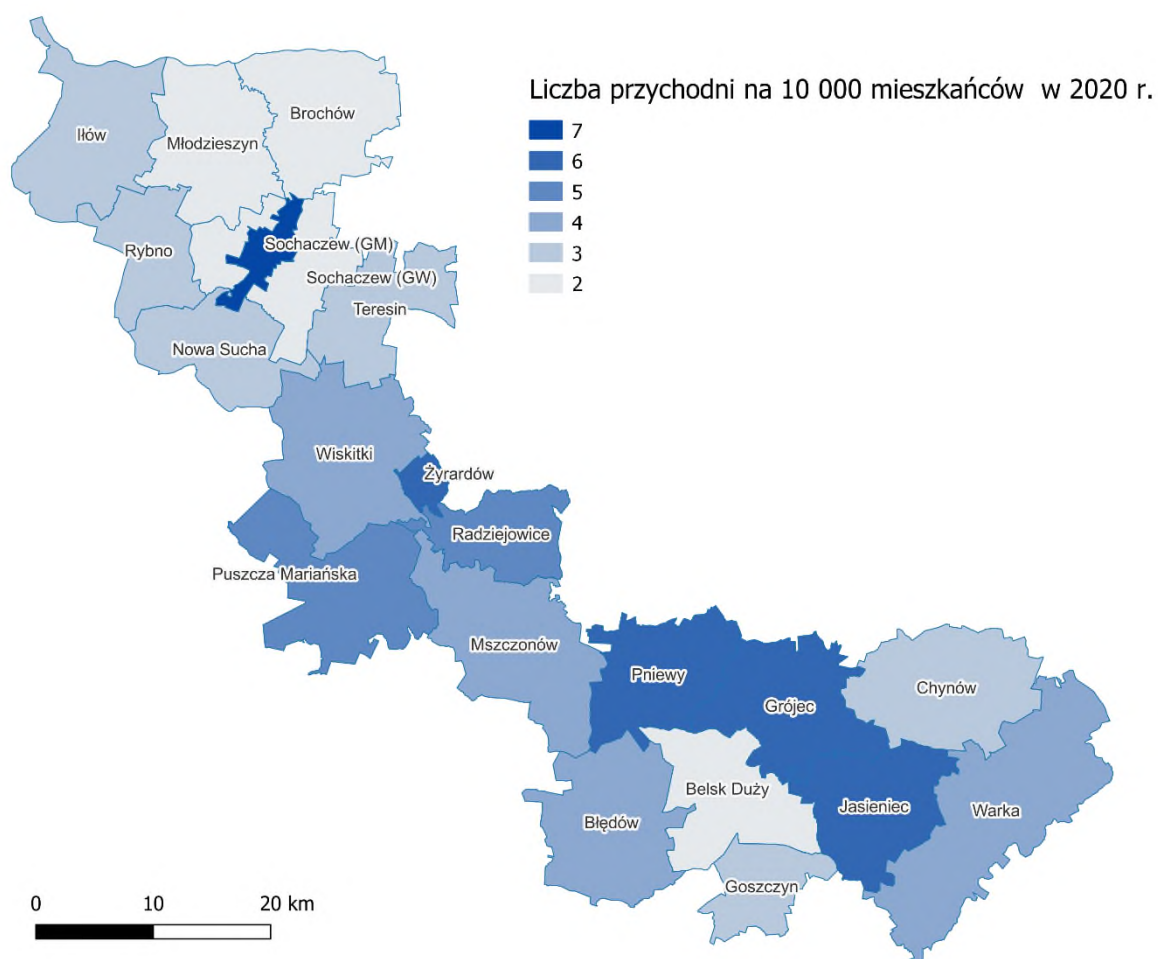 Liczba przychodni na 10 000 mieszkańców w 2020 r.
7
6
5
4
3
2
Brochów
Iłów
Młodzieszyn
Sochaczew (GM)
Rybno
Sochaczew (GW)
Teresin
Nowa Sucha
Wiskitki
Żyrardów
Radziejowice
Puszcza Mariańska
Mszczonów
Pniewy
Chynów
Grójec
Belsk Duży
Jasieniec
Warka
Błędów
Goszczyn
0 10 20 km